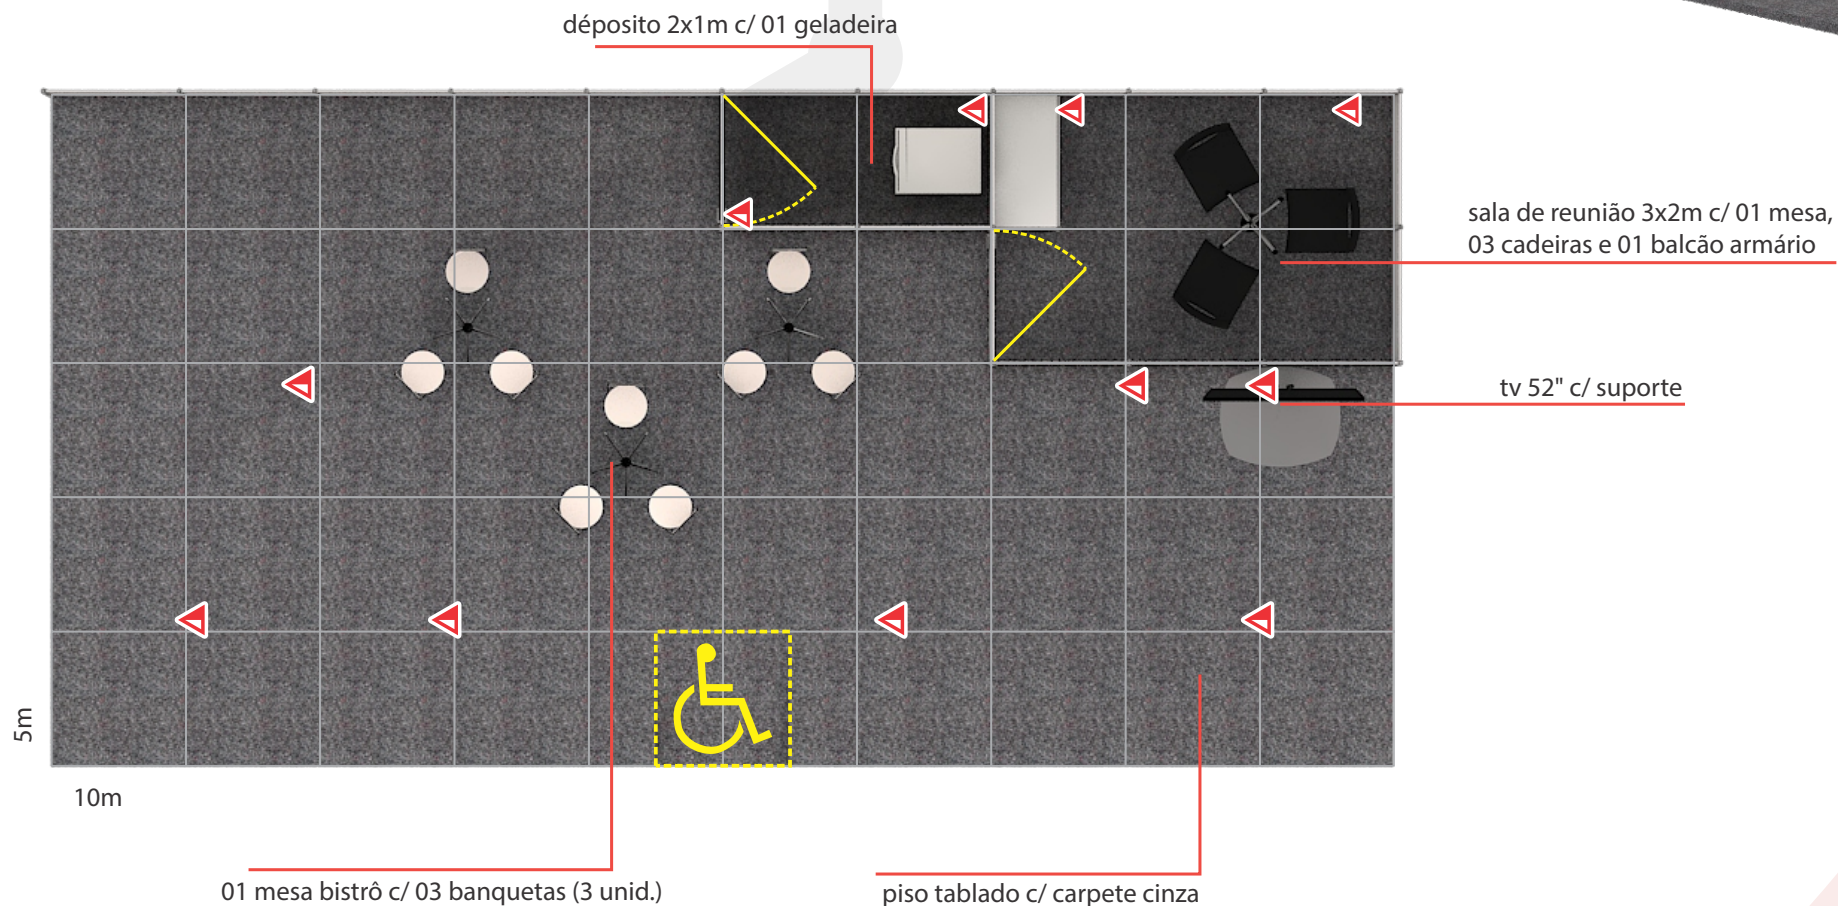 déposito 2x1m c/ 01 geladeira
sala de reunião 3x2m c/ 01 mesa,
03 cadeiras e 01 balcão armário
tv 52" c/ suporte
5m
10m
01 mesa bistrô c/ 03 banquetas (3 unid.)
piso tablado c/ carpete cinza